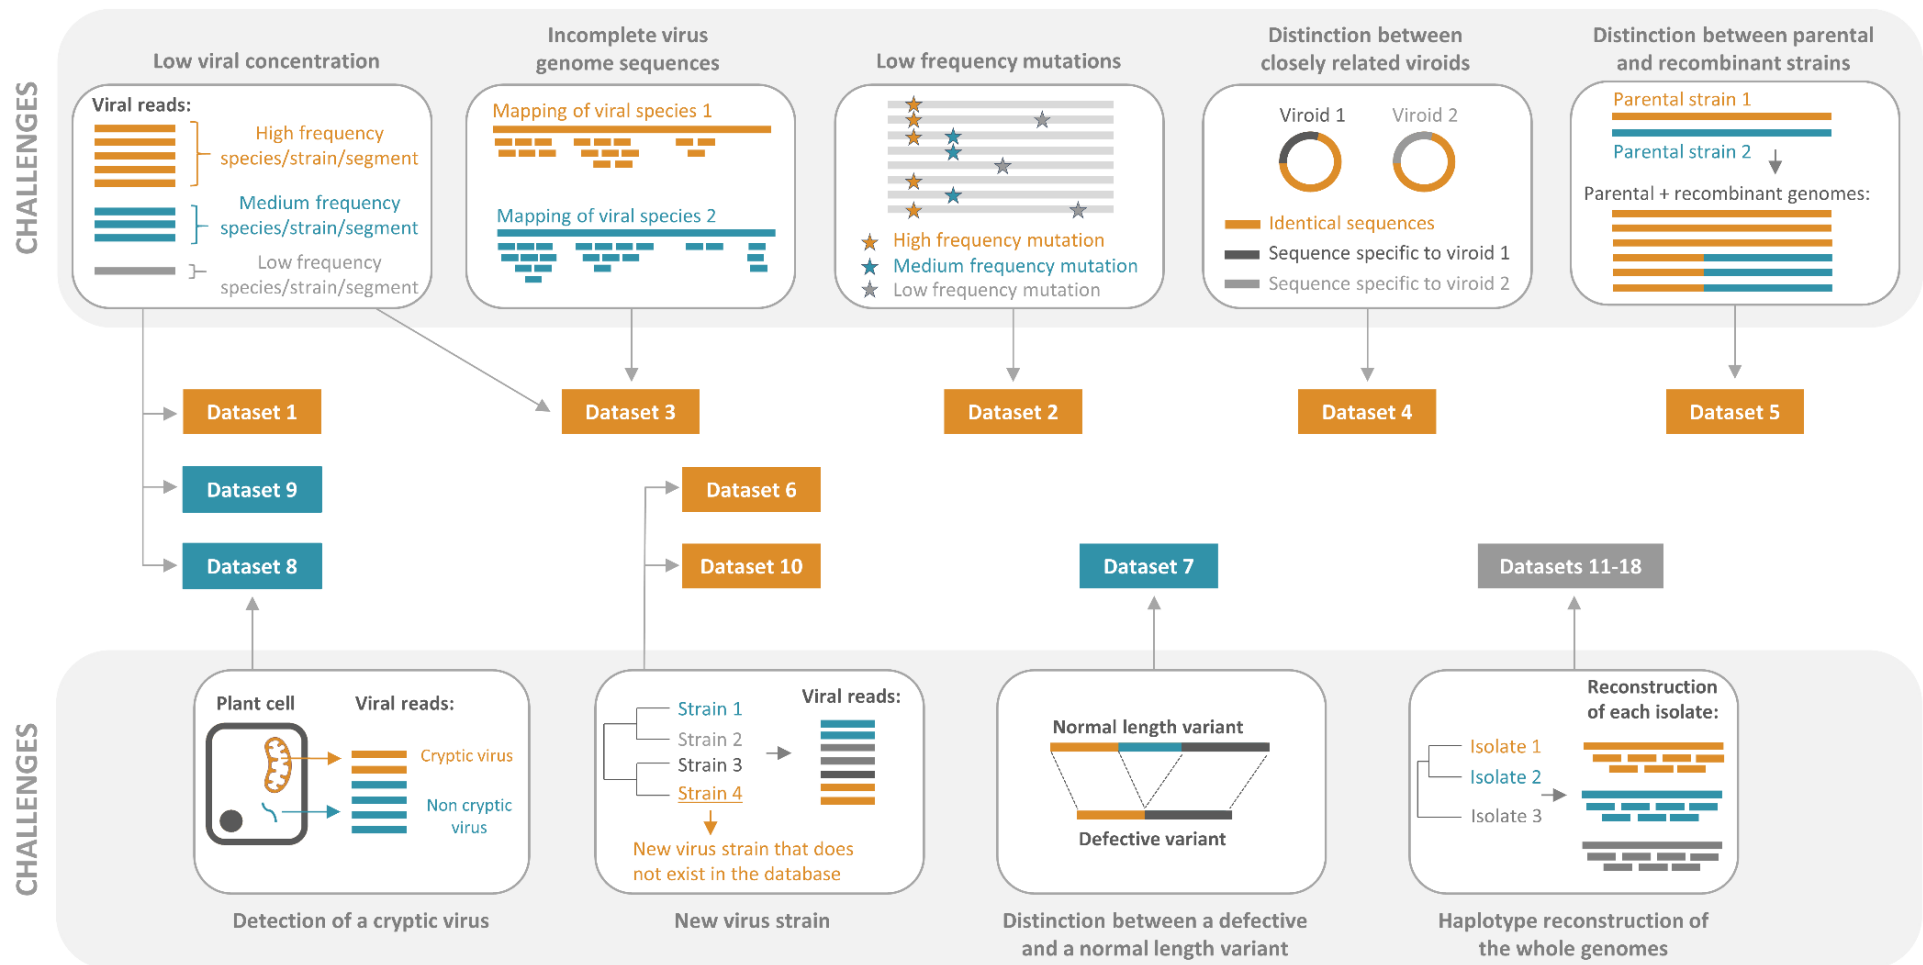 CHALLENGES
Low viral concentration
Viral reads:
High frequency
species/strain/segment
Medium frequency
species/strain/segment
Low frequency
species/strain/segment
Incomplete virus
genome sequences
Mapping of viral species 1
Mapping of viral species 2
Low frequency mutations
High frequency mutation
Medium frequency mutation
Low frequency mutation
Distinction between
closely related viroids
Viroid 1
Viroid 2
Identical sequences
Sequence specific to viroid 1
Sequence specific to viroid 2
Distinction between parental
and recombinant strains
Parental strain 1
Parental strain 2
Parental + recombinant genomes:
Dataset 1
Dataset 3
Dataset 2
Dataset 4
Dataset 5
Dataset 9
Dataset 6
Dataset 8
Dataset 10
Dataset 7
Datasets 11-18
CHALLENGES
Plant cell
Viral reads:
Cryptic virus
Non cryptic
virus
Detection of a cryptic virus
Strain 1
Strain 2
Strain 3
Strain 4
Viral reads:
New virus strain that does
not exist in the database
New virus strain
Normal length variant
Defective variant
Distinction between a defective
and a normal length variant
Reconstruction
of each isolate:
Isolate 1
Isolate 2
Isolate 3
Haplotype reconstruction of
the whole genomes